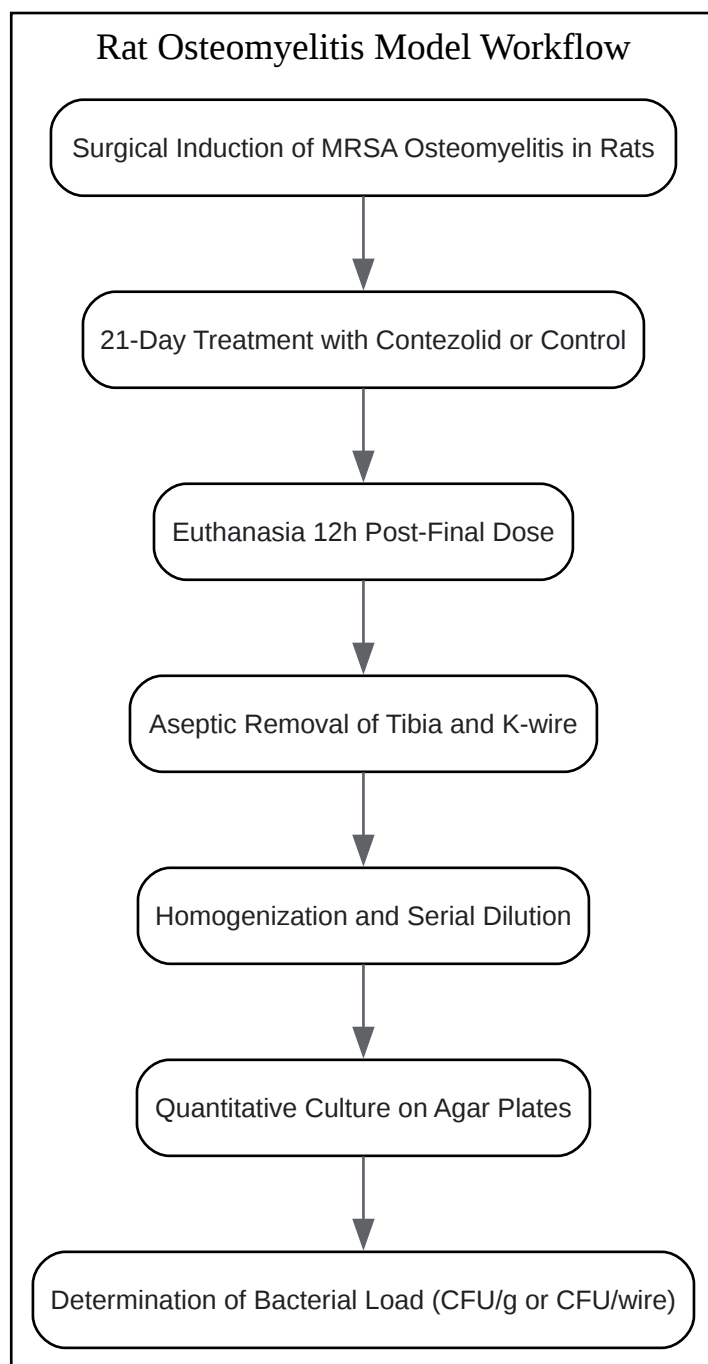 Rat Osteomyelitis Model Workflow
Surgical Induction of MRSA Osteomyelitis in Rats
21-Day Treatment with Contezolid or Control
Euthanasia 12h Post-Final Dose
Aseptic Removal of Tibia and K-wire
Homogenization and Serial Dilution
Quantitative Culture on Agar Plates
Determination of Bacterial Load (CFU/g or CFU/wire)